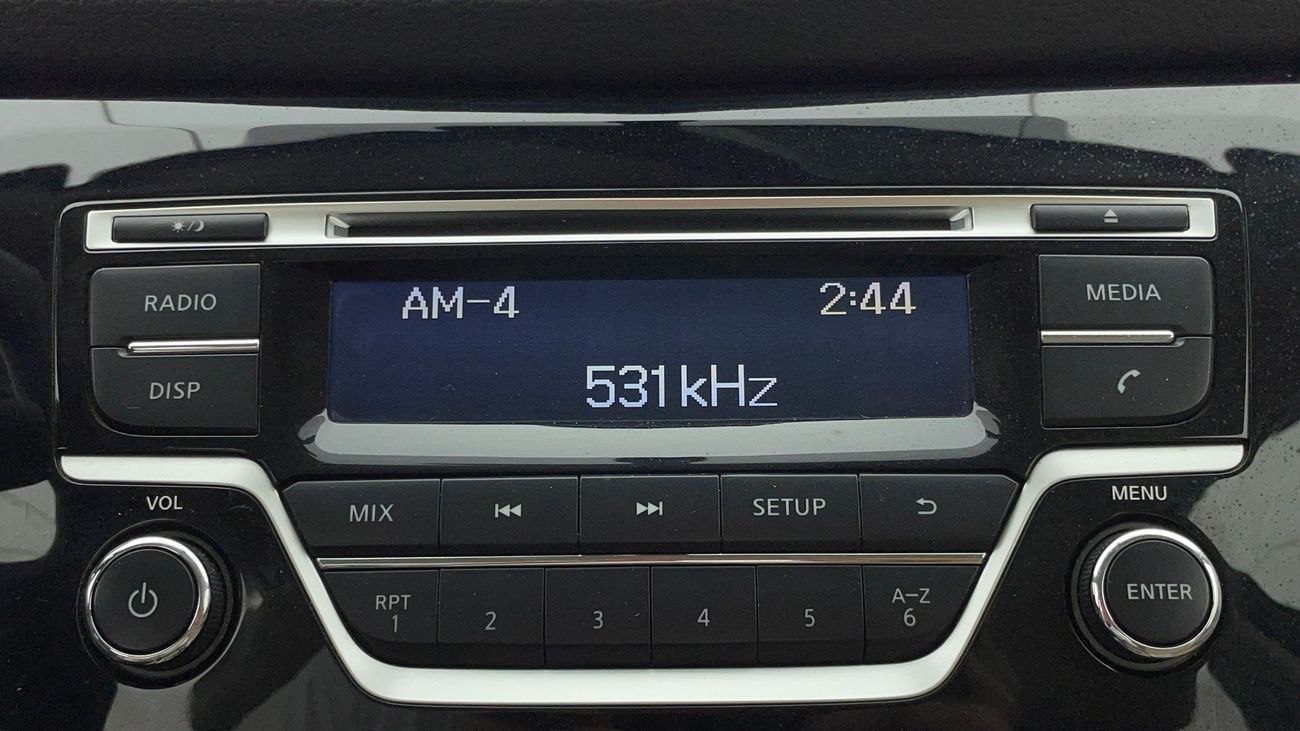 RADIO
DISP
AM-4 2:44
531kHz
MEDIA
VOL
MIX
SETUP
MENU
RPT
1
2
3
4
5
A-Z
6
ENTER